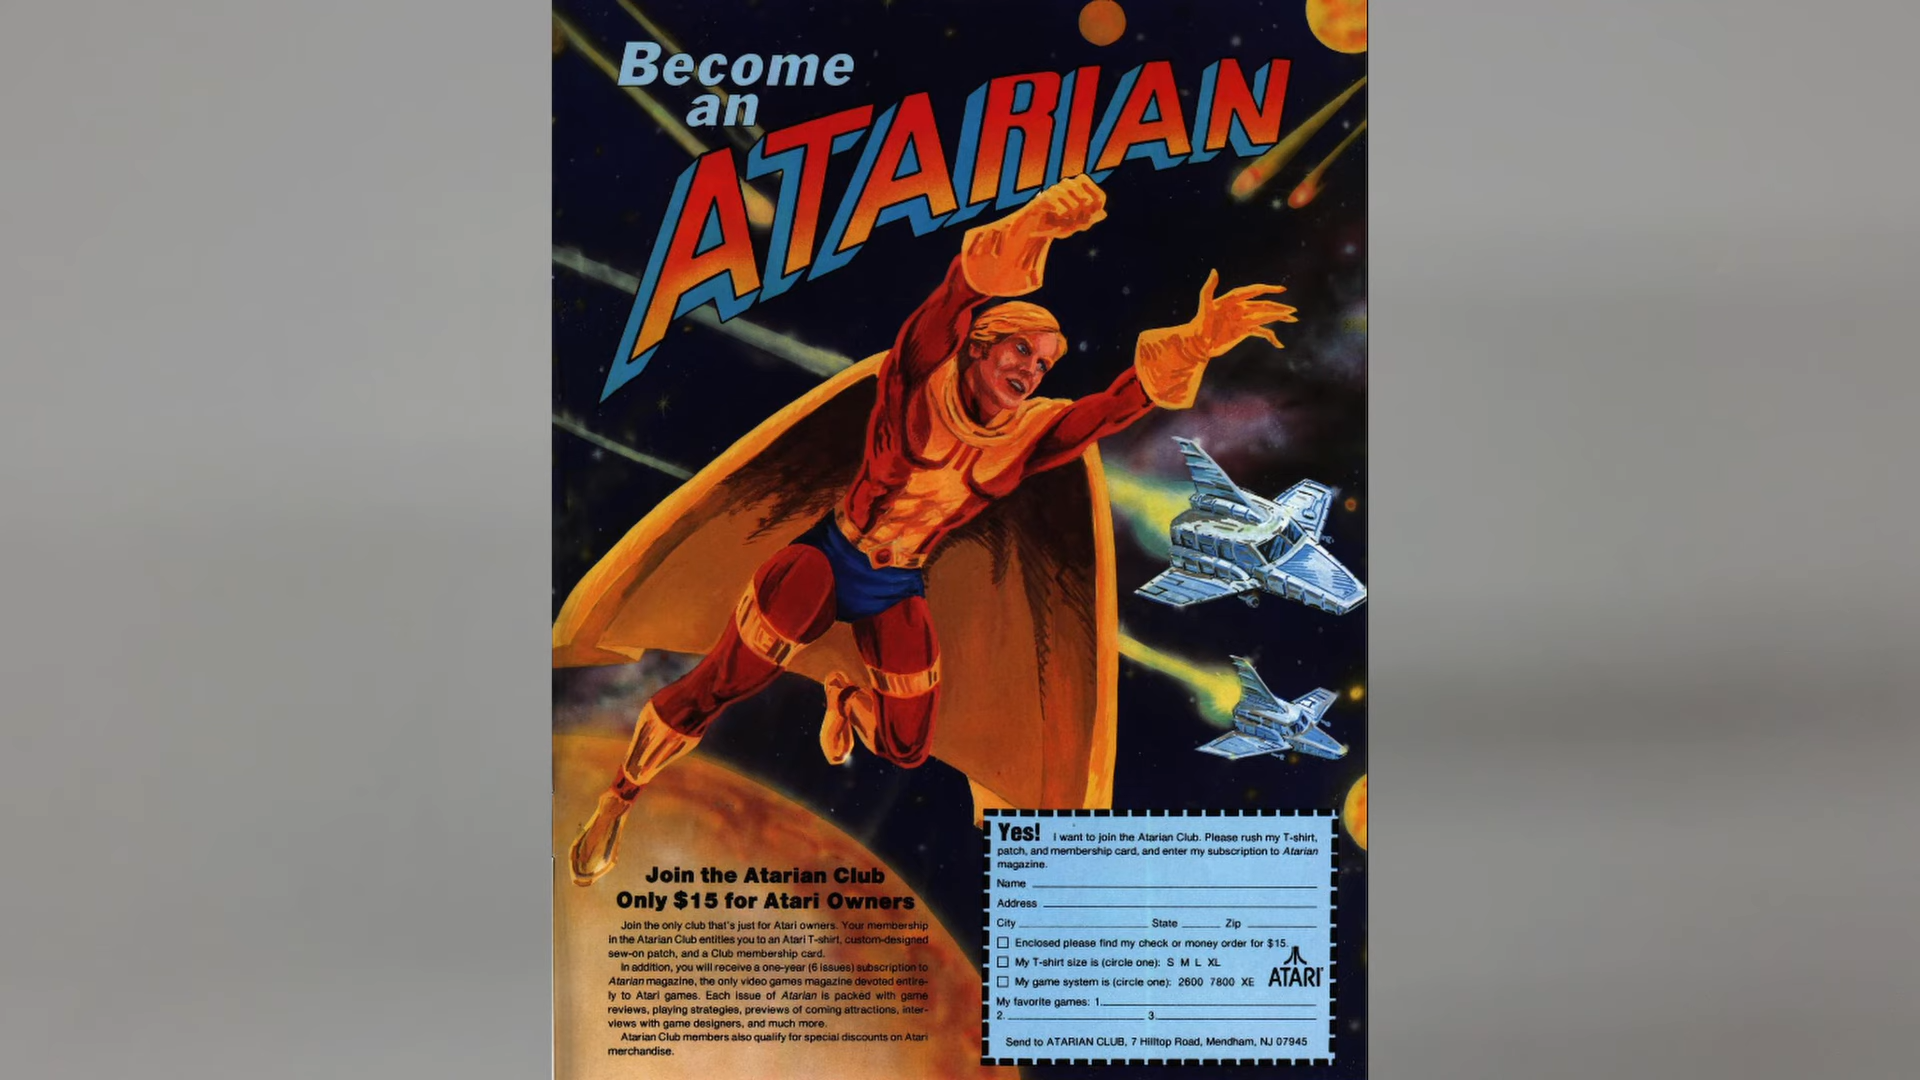 Become
an
ATARIAN
Join the Atarian Club
Only $15 for Atari Owners
Join the only club that's just for Atari owners. Your membership
in the Atarian Club entitles you to an Atari T-shirt, custom-designed
sew-on patch, and a Club membership card.
In addition, you will receive a one-year (6 issues) subscription to
Atarian magazine, the only video games magazine devoted entire-
ly to Atari games. Each issue of Atarian is packed with game
reviews, playing strategies, previews of coming attractions, inter-
views with game designers, and much more.
Atarian Club members also qualify for special discounts on Atari
merchandise.
Yes! I want to join the Atarian Club. Please rush my T-shirt,
patch, and membership card, and enter my subscription to Atarian
magazine.
Name
Address
City State Zip
Enclosed please find my check or money order for $15.
My T-shirt size is (circle one): S M L XL
My game system is (circle one): 2600 7800 XE
ATARI
My favorite games: 1.
2. 3.
Send to ATARIAN CLUB, 7 Hilltop Road, Mendham, NJ 07945